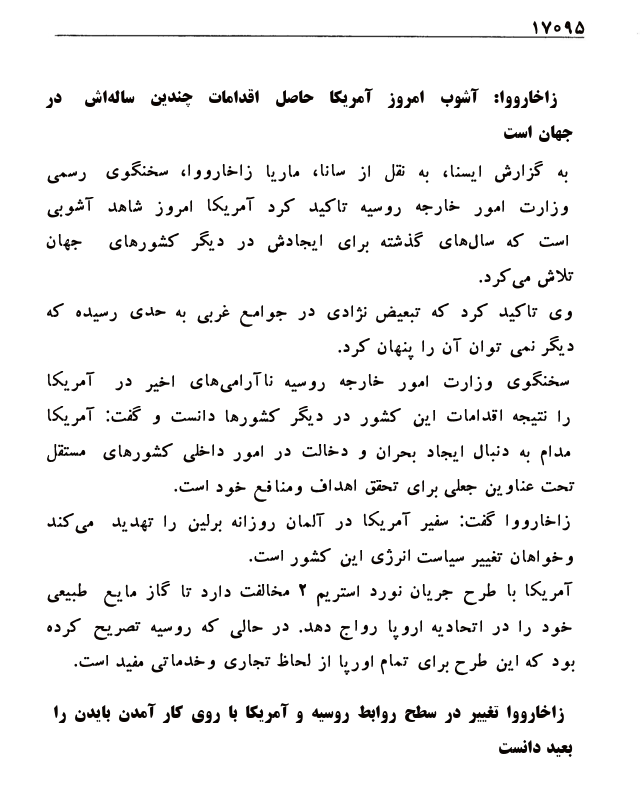 ۱۷۰۹۵
زاخارووا: آشوب امروز آمریکا حاصل اقدامات چندین ساله‌اش در
جهان است
به گزارش ایسنا، به نقل از سانا، ماریا زاخارووا، سخنگوی رسمی
وزارت امور خارجه روسیه تاکید کرد آمریکا امروز شاهد آشوبی
است که سال‌های گذشته برای ایجادش در دیگر کشورهای جهان
تلاش می‌کرد.
وی تاکید کرد که تبعیض نژادی در جوامع غربی به حدی رسیده که
دیگر نمی توان آن را پنهان کرد.
سخنگوی وزارت امور خارجه روسیه ناآرامی‌های اخیر در آمریکا
را نتیجه اقدامات این کشور در دیگر کشورها دانست و گفت: آمریکا
مدام به دنبال ایجاد بحران و دخالت در امور داخلی کشورهای مستقل
تحت عناوین جعلی برای تحقق اهداف ومنافع خود است.
زاخارووا گفت: سفیر آمریکا در آلمان روزانه برلین را تهدید می‌کند
وخواهان تغییر سیاست انرژی این کشور است.
آمریکا با طرح جریان نورد استریم ۲ مخالفت دارد تا گاز مایع طبیعی
خود را در اتحادیه اروپا رواج دهد. در حالی که روسیه تصریح کرده
بود که این طرح برای تمام اورپا از لحاظ تجاری وخدماتی مفید است.
زاخارووا تغییر در سطح روابط روسیه و آمریکا با روی کار آمدن بایدن را
بعید دانست